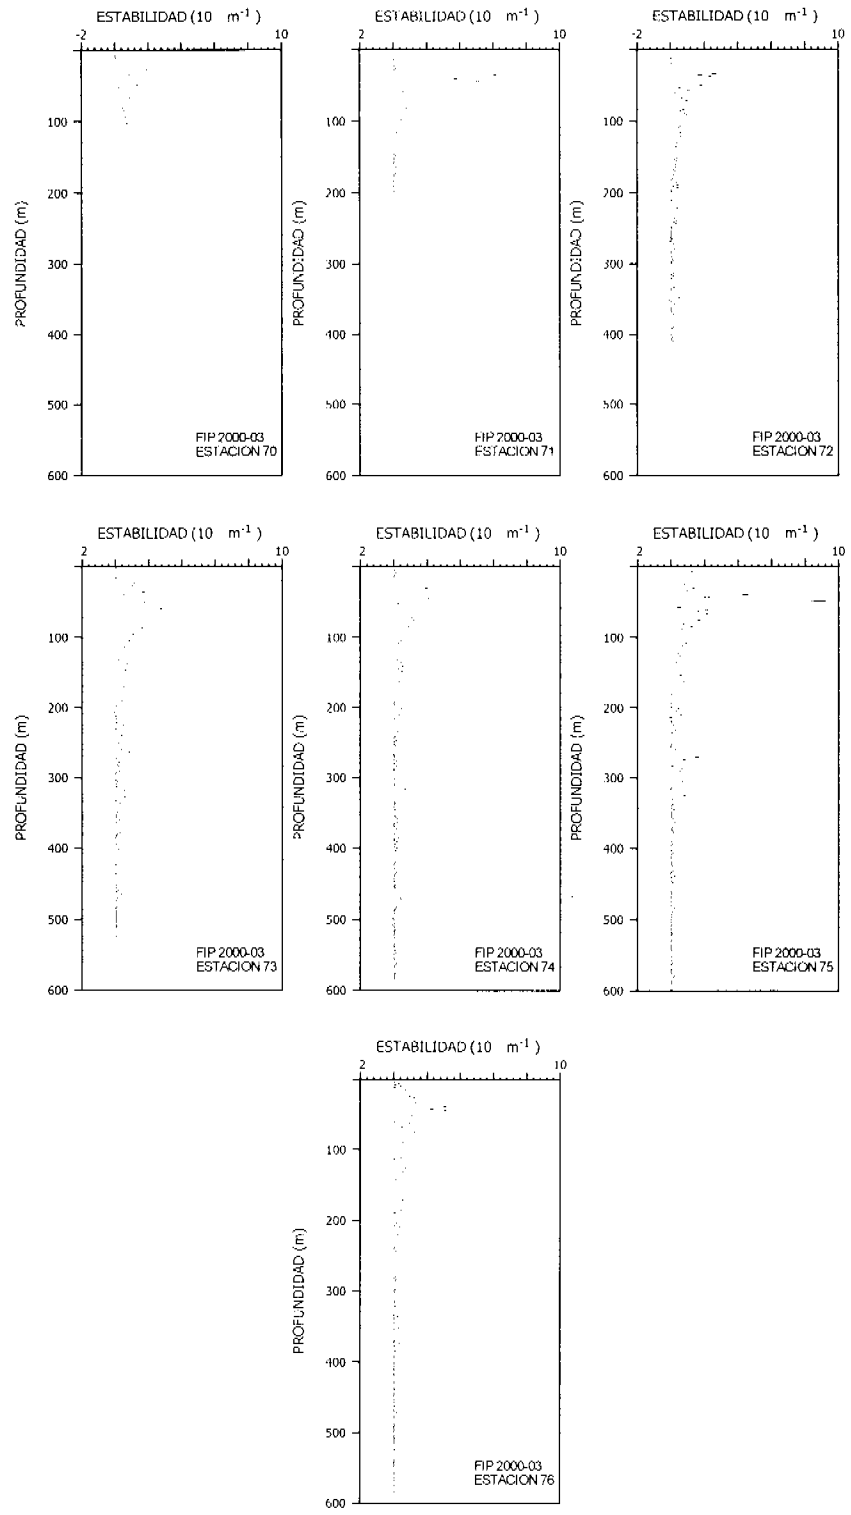 ESTABILIDAD (10 m-1)
-2 10
100
200
300
400
500
600
PROFUNDIDAD (m)
FIP 2000-03
ESTACION 70
ESTABILIDAD (10 m-1)
2 10
100
200
300
400
500
600
PROFUNDIDAD (m)
FIP 2000-03
ESTACION 71
ESTABILIDAD (10 m-1)
-2 10
100
200
300
400
500
600
PROFUNDIDAD (m)
FIP 2000-03
ESTACION 72
ESTABILIDAD (10 m-1)
2 10
100
200
300
400
500
600
PROFUNDIDAD (m)
FIP 2000-03
ESTACION 73
ESTABILIDAD (10 m-1)
2 10
100
200
300
400
500
600
PROFUNDIDAD (m)
FIP 2000-03
ESTACION 74
ESTABILIDAD (10 m-1)
2 10
100
200
300
400
500
600
PROFUNDIDAD (m)
FIP 2000-03
ESTACION 75
ESTABILIDAD (10 m-1)
2 10
100
200
300
400
500
600
PROFUNDIDAD (m)
FIP 2000-03
ESTACION 76